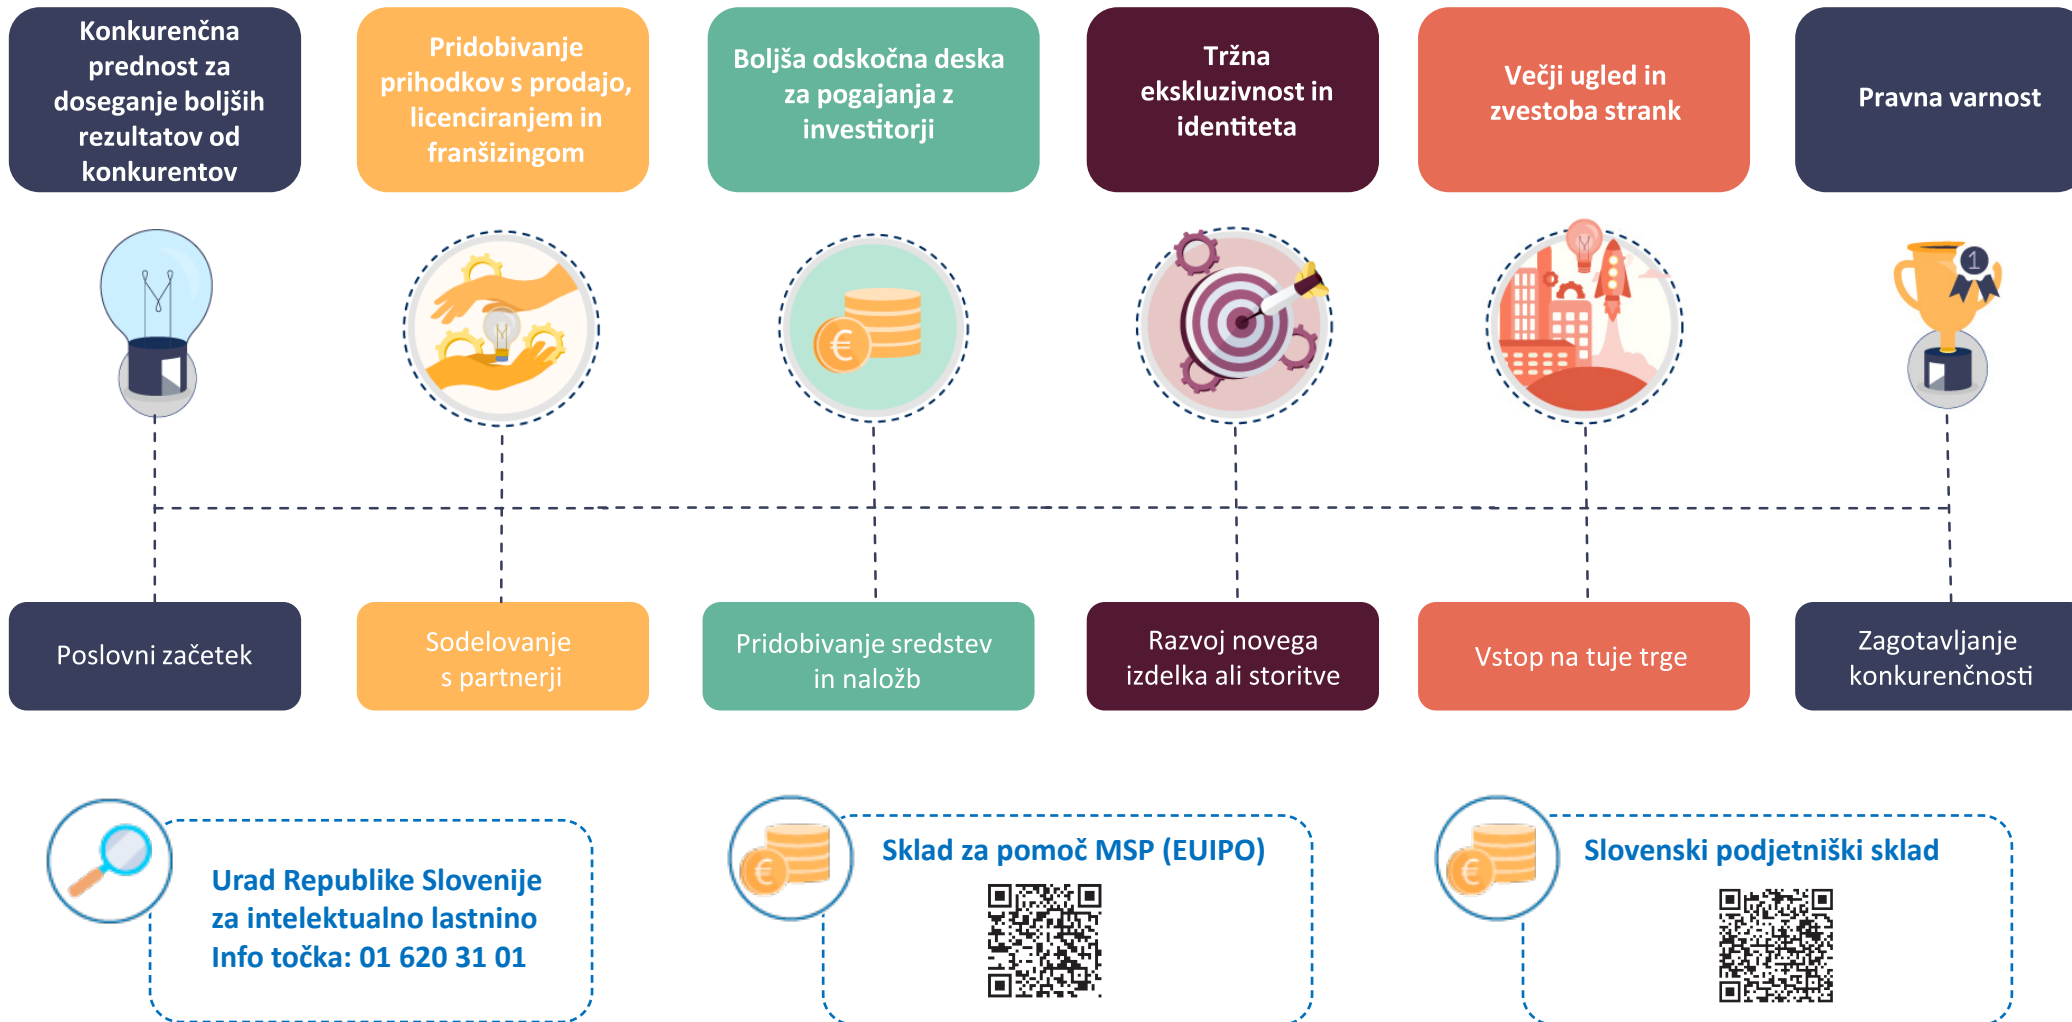 Konkurenčna
prednost za
doseganje boljših
rezultatov od
konkurentov
Pridobivanje
prihodkov s prodajo,
licenciranjem in
franšizingom
Boljša odskočna deska
za pogajanja z
investitorji
Tržna
ekskluzivnost in
identiteta
Večji ugled in
zvestoba strank
Pravna varnost
€
1
Poslovni začetek
Sodelovanje
s partnerji
Pridobivanje sredstev
in naložb
Razvoj novega
izdelka ali storitve
Vstop na tuje trge
Zagotavljanje
konkurenčnosti
Urad Republike Slovenije
za intelektualno lastnino
Info točka: 01 620 31 01
€
Sklad za pomoč MSP (EUIPO)
€
Slovenski podjetniški sklad